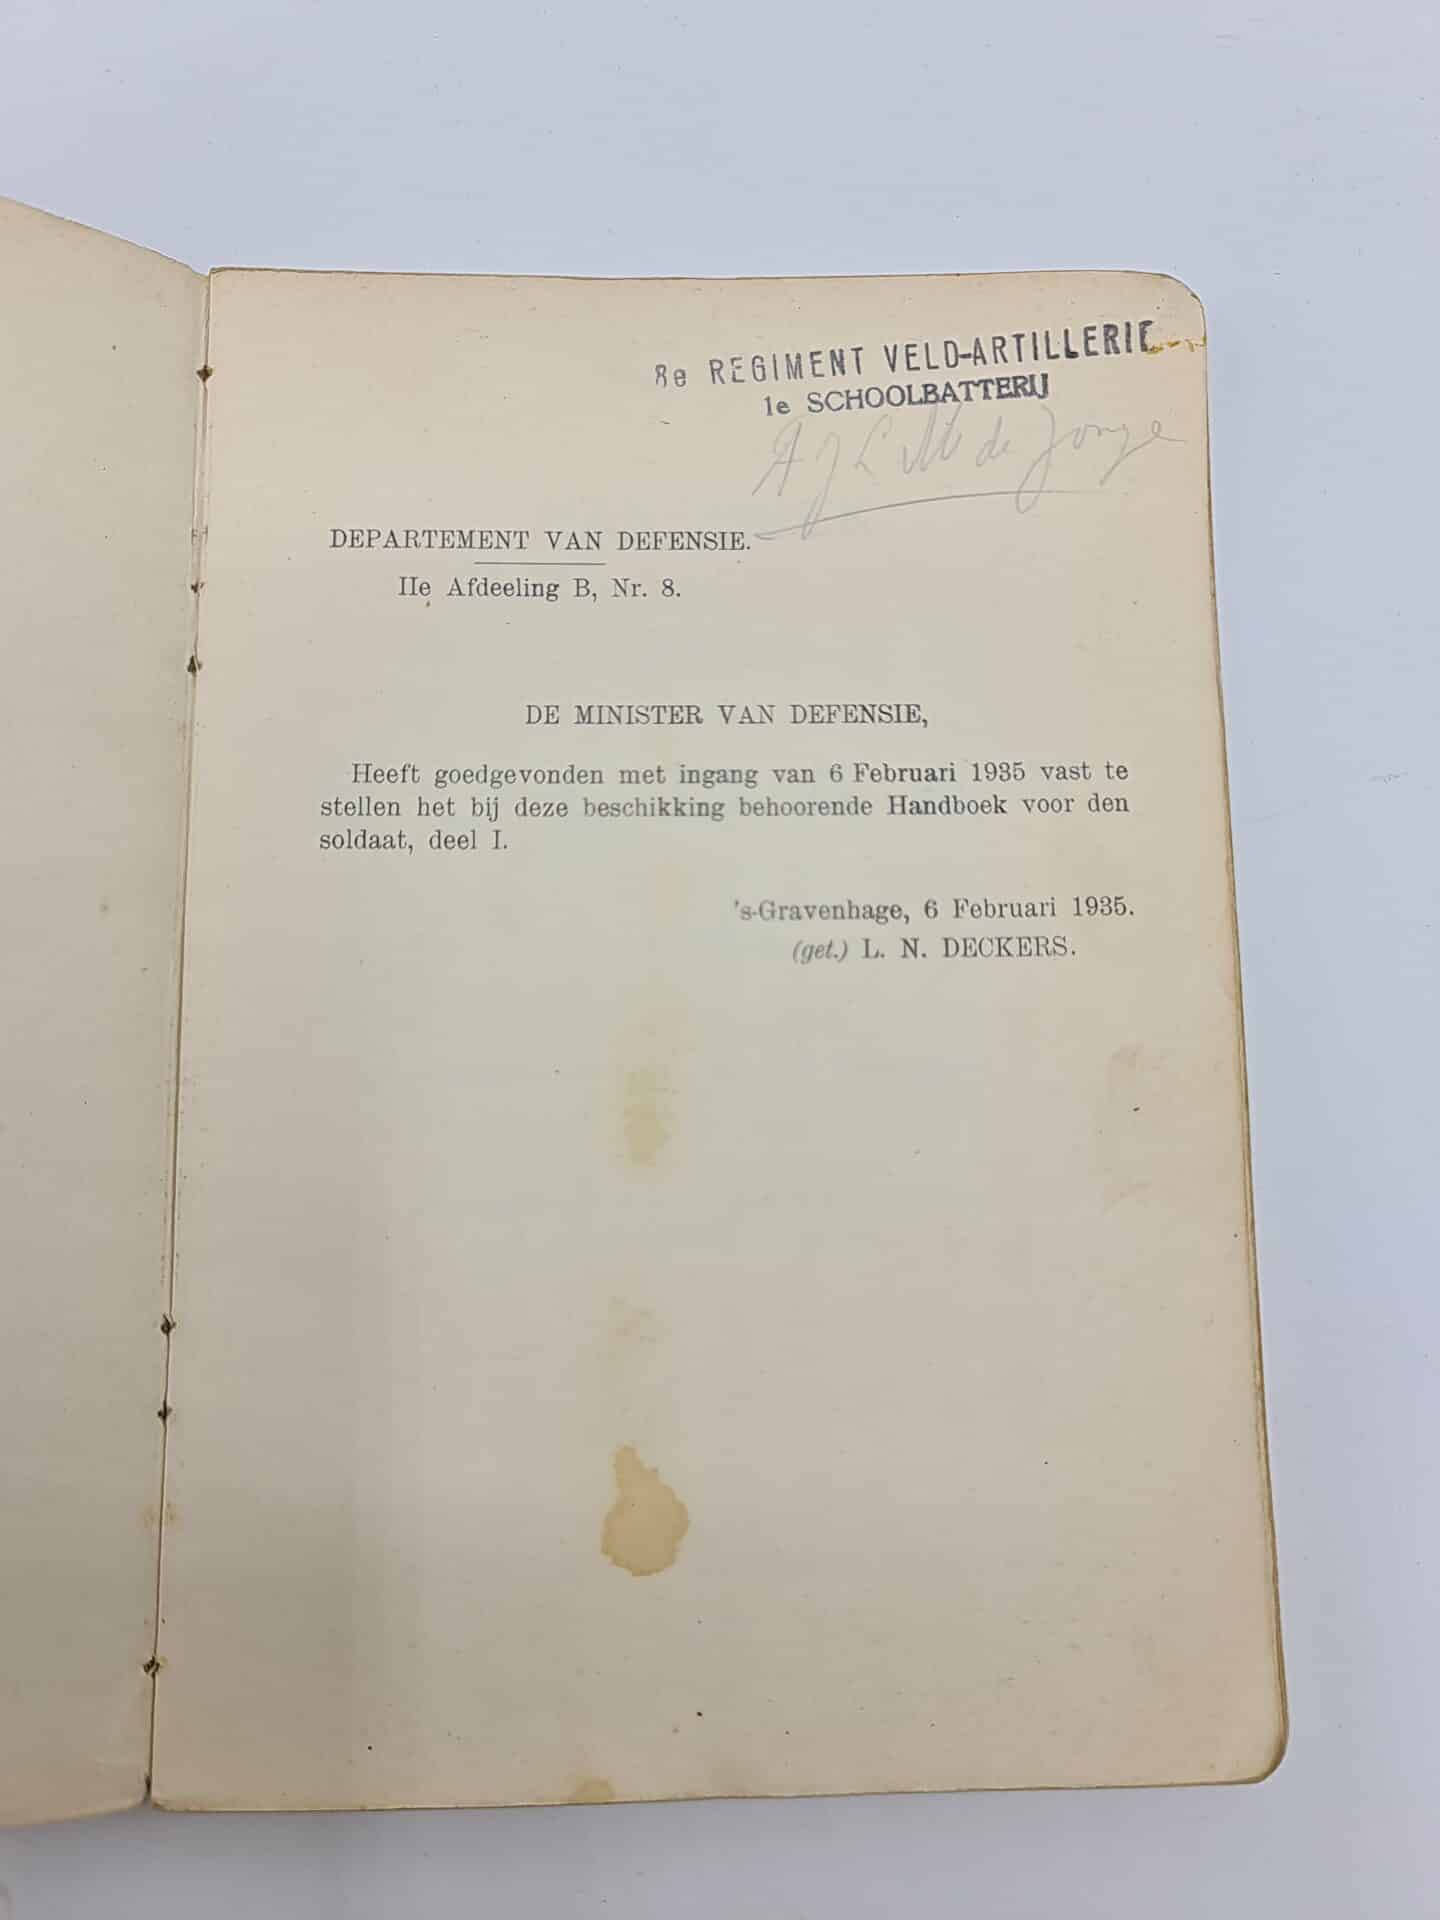 8e REGIMENT VELD-ARTILLERIE
1e SCHOOLBATTERIJ
A J L M de Jonge
DEPARTEMENT VAN DEFENSIE.
IIe Afdeeling B, Nr. 8.
DE MINISTER VAN DEFENSIE,
Heeft goedgevonden met ingang van 6 Februari 1935 vast te
stellen het bij deze beschikking behoorende Handboek voor den
soldaat, deel I.
's-Gravenhage, 6 Februari 1935.
(get.) L. N. DECKERS.